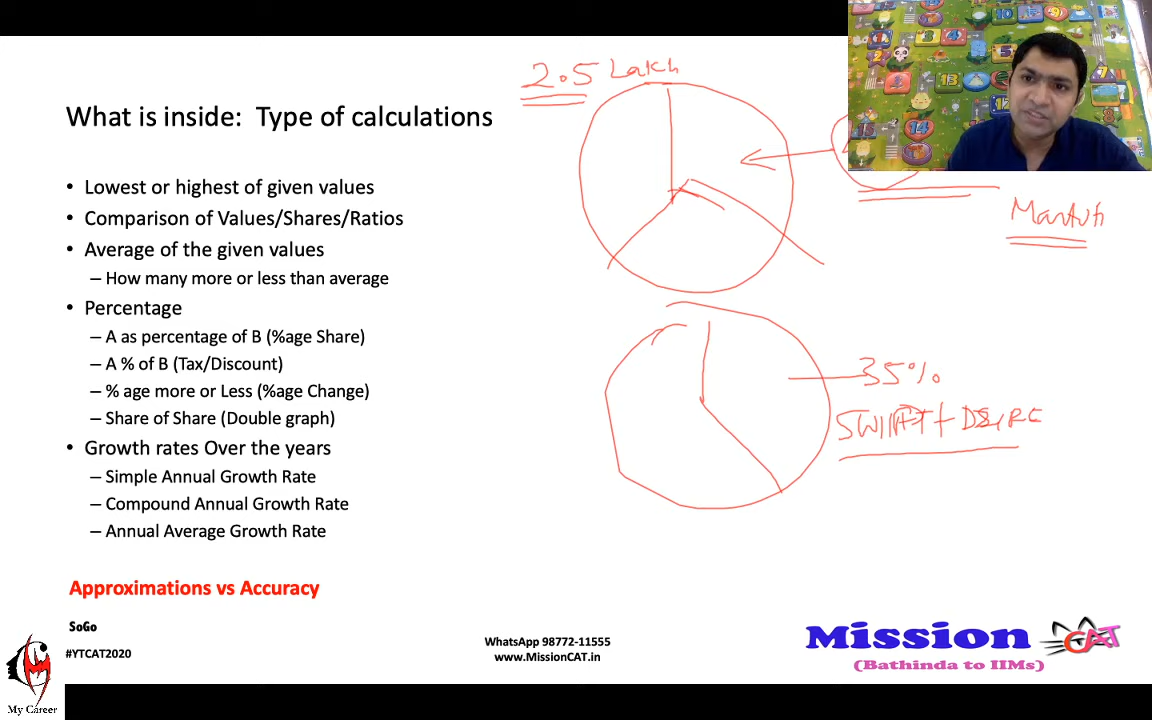 What is inside: Type of calculations
• Lowest or highest of given values
• Comparison of Values/Shares/Ratios
• Average of the given values
– How many more or less than average
• Percentage
– A as percentage of B (%age Share)
– A % of B (Tax/Discount)
– % age more or Less (%age Change)
– Share of Share (Double graph)
• Growth rates Over the years
– Simple Annual Growth Rate
– Compound Annual Growth Rate
– Annual Average Growth Rate
Approximations vs Accuracy
SoGo
#YTCAT2020
My Career
WhatsApp 98772-11555
www.MissionCAT.in
2.5 Lakh
35%
Mission CAT
(Bathinda to IIMs)